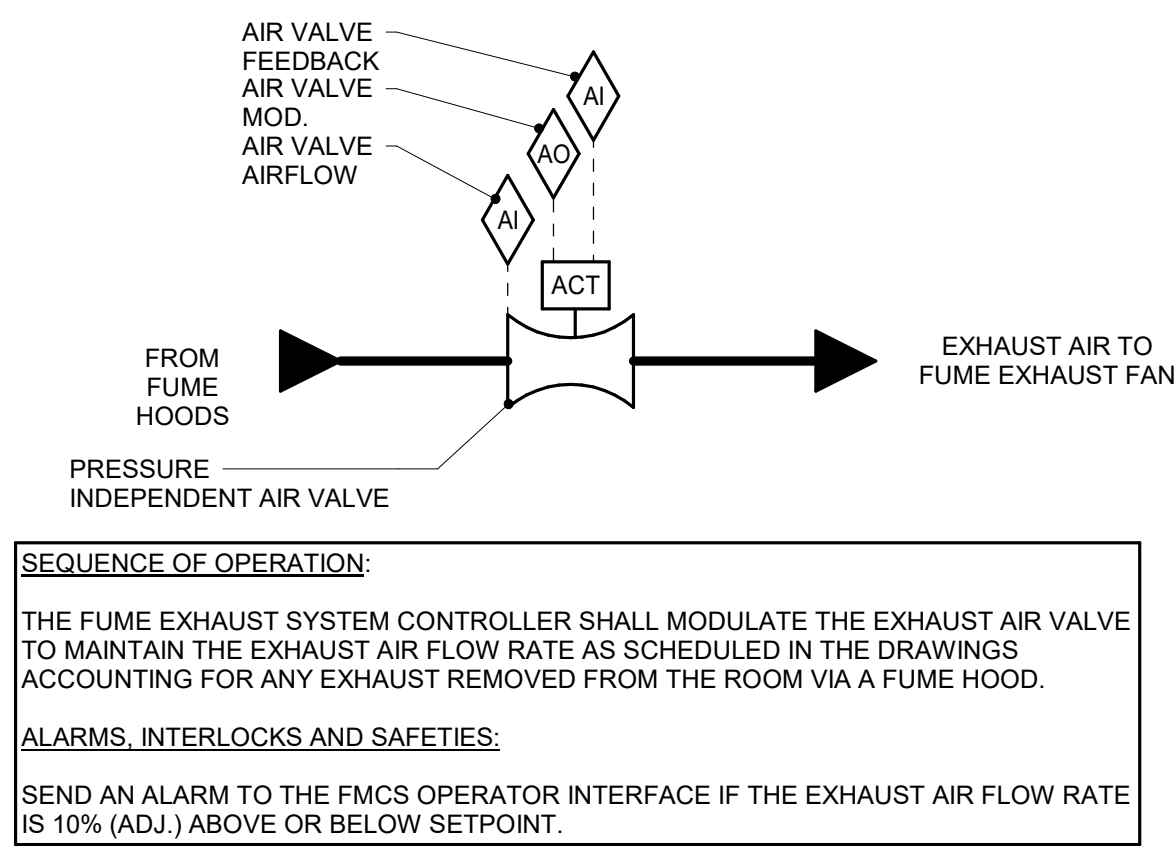 AIR VALVE
FEEDBACK
AIR VALVE
MOD.
AIR VALVE
AIRFLOW
AI
AO
AI
ACT
FROM
FUME
HOODS
EXHAUST AIR TO
FUME EXHAUST FAN
PRESSURE
INDEPENDENT AIR VALVE
SEQUENCE OF OPERATION:
THE FUME EXHAUST SYSTEM CONTROLLER SHALL MODULATE THE EXHAUST AIR VALVE
TO MAINTAIN THE EXHAUST AIR FLOW RATE AS SCHEDULED IN THE DRAWINGS
ACCOUNTING FOR ANY EXHAUST REMOVED FROM THE ROOM VIA A FUME HOOD.
ALARMS, INTERLOCKS AND SAFETIES:
SEND AN ALARM TO THE FMCS OPERATOR INTERFACE IF THE EXHAUST AIR FLOW RATE
IS 10% (ADJ.) ABOVE OR BELOW SETPOINT.